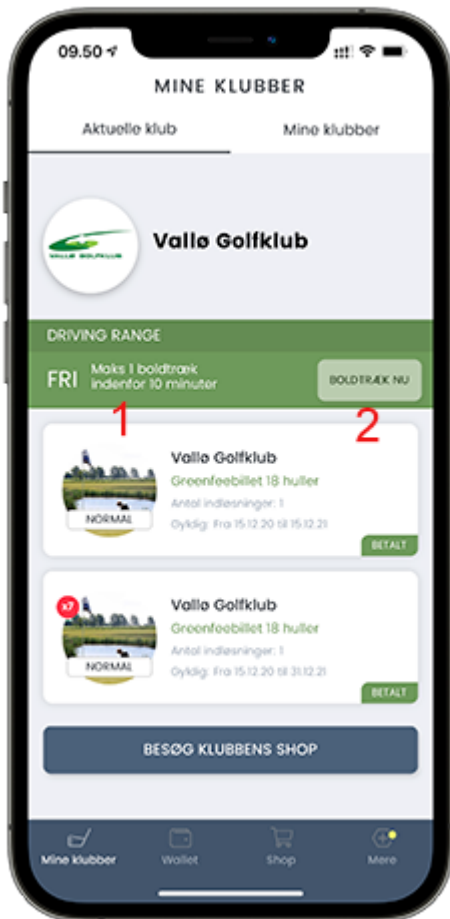 09.50
MINE KLUBBER
Aktuelle klub
Mine klubber
VALLØ GOLFKLUB
Vallø Golfklub
DRIVING RANGE
FRI
Maks 1 boldtræk
indenfor 10 minutter
BOLDTRÆK NU
1
2
Vallø Golfklub
Greenfeebillet 18 huller
Antal indløsninger: 1
Gyldig: Fra 15.12.20 til 15.12.21
NORMAL
BETALT
x7
Vallø Golfklub
Greenfeebillet 18 huller
Antal indløsninger: 1
Gyldig: Fra 15.12.20 til 31.12.21
NORMAL
BETALT
BESØG KLUBBENS SHOP
Mine klubber
Wallet
Shop
Mere